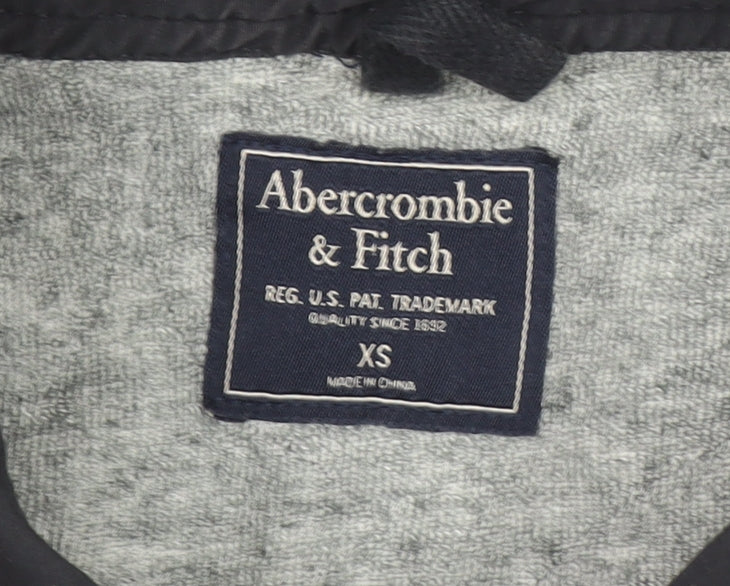 Abercrombie
& Fitch
REG. U.S. PAT. TRADEMARK
QUALITY SINCE 1892
XS
MADE IN CHINA